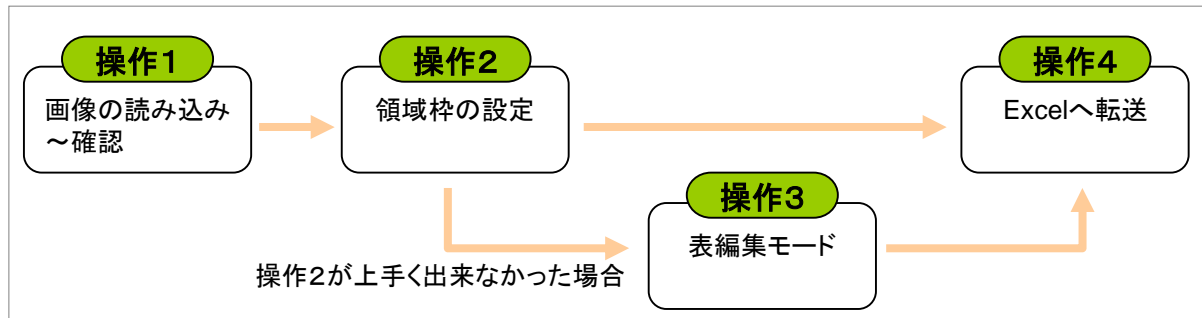 操作1
画像の読み込み
～確認
操作2
領域枠の設定
操作2が上手く出来なかった場合
操作3
表編集モード
操作4
Excelへ転送